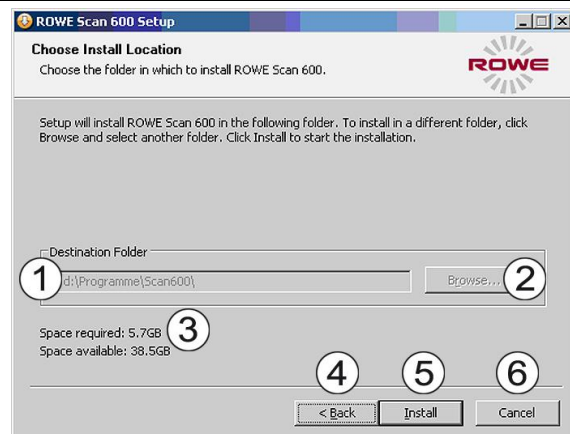 ROWE Scan 600 Setup
Choose Install Location
Choose the folder in which to install ROWE Scan 600.
ROWE
Setup will install ROWE Scan 600 in the following folder. To install in a different folder, click
Browse and select another folder. Click Install to start the installation.
Destination Folder
1 d:\Programme\Scan600\ Browse... 2
Space required: 5.7GB 3
Space available: 38.5GB
4 5 6
< Back Install Cancel